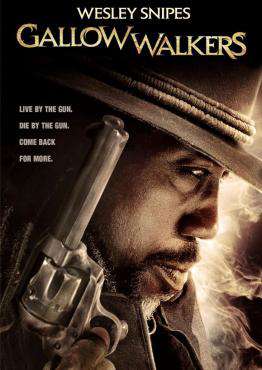 WESLEY SNIPES
GALLOWWALKERS
LIVE BY THE GUN.
DIE BY THE GUN.
COME BACK
FOR MORE.